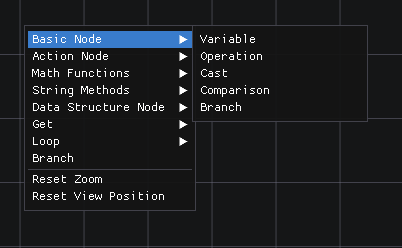 Basic Node
Action Node
Math Functions
String Methods
Data Structure Node
Get
Loop
Branch
Reset Zoom
Reset View Position
Variable
Operation
Cast
Comparison
Branch